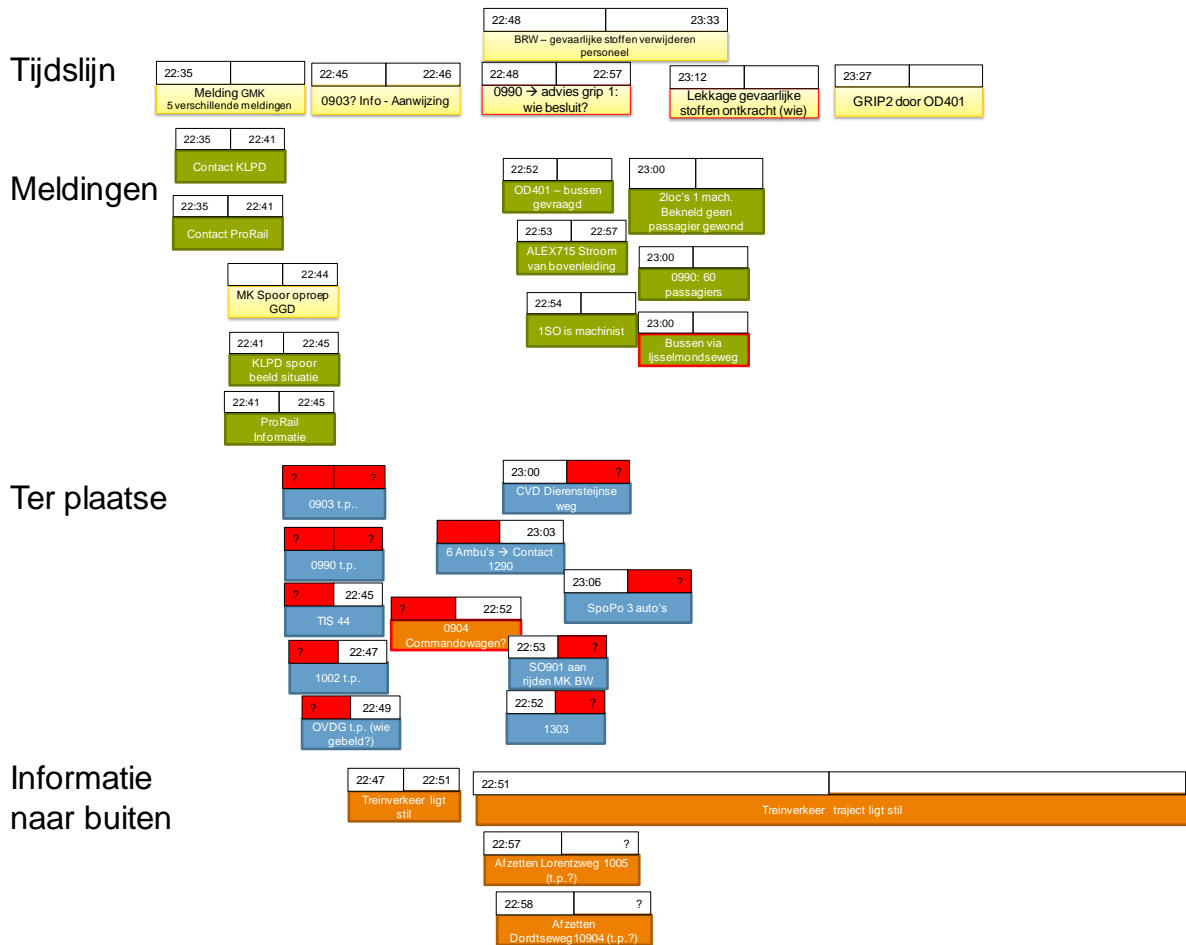 Tijdslijn
22:48 23:33
BRW – gevaarlijke stoffen verwijderen
personeel
22:35
Melding GMK
5 verschillende meldingen
22:45 22:46
0903? Info - Aanwijzing
22:48 22:57
0990 → advies grip 1:
wie besluit?
23:12
Lekkage gevaarlijke
stoffen ontkracht (wie)
23:27
GRIP2 door OD401
Meldingen
22:35 22:41
Contact KLPD
22:35 22:41
Contact ProRail
22:44
MK Spoor oproep
GGD
22:41 22:45
KLPD spoor
beeld situatie
22:41 22:45
ProRail
Informatie
22:52
OD401 – bussen
gevraagd
22:53 22:57
ALEX715 Stroom
van bovenleiding
22:54
1SO is machinist
23:00
2loc's 1 mach.
Bekneld geen
passagier gewond
23:00
0990: 60
passagiers
23:00
Bussen via
Ijsselmondseweg
Ter plaatse
? ?
0903 t.p..
? ?
0990 t.p.
? 22:45
TIS 44
? 22:47
1002 t.p.
? 22:49
OVDG t.p. (wie
gebeld?)
23:00 ?
CVD Dierensteijnse
weg
23:03
6 Ambu's → Contact
1290
23:06 ?
SpoPo 3 auto's
? 22:52
0904
Commandowagen?
22:53 ?
SO901 aan
rijden MK BW
22:52 ?
1303
Informatie
naar buiten
22:47 22:51
Treinverkeer ligt
stil
22:51
Treinverkeer traject ligt stil
22:57 ?
Afzetten Lorentzweg 1005
(t.p.?)
22:58 ?
Afzetten
Dordtseweg10904 (t.p.?)